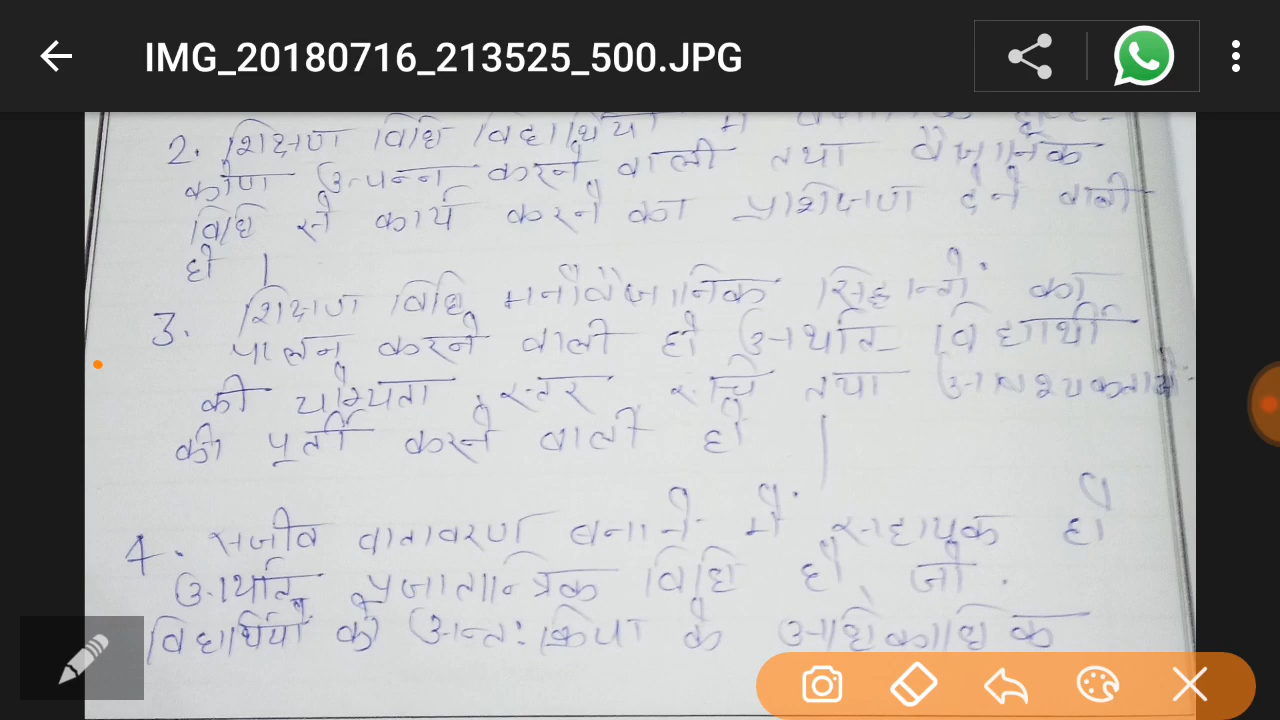 IMG_20180716_213525_500.JPG
2. शिक्षण विधि विद्यार्थियों में
कोण उत्पन्न करने वाली तथा वैज्ञानिक
विधि से कार्य करने का प्रशिक्षण देने वाली
हो |
3. शिक्षण विधि मनोवैज्ञानिक सिद्धान्तों का
पालन करने वाली हो अर्थात विद्यार्थी
की योग्यता , स्तर रूचि तथा आवश्यकताओं
की पूर्ती करने वाली हो |
4. सजीव वातावरण बनाने में सहायक हो
अर्थात प्रजातान्त्रिक विधि हो, जो
विद्यार्थियों को अन्त:क्रिया के अधिकाधिक